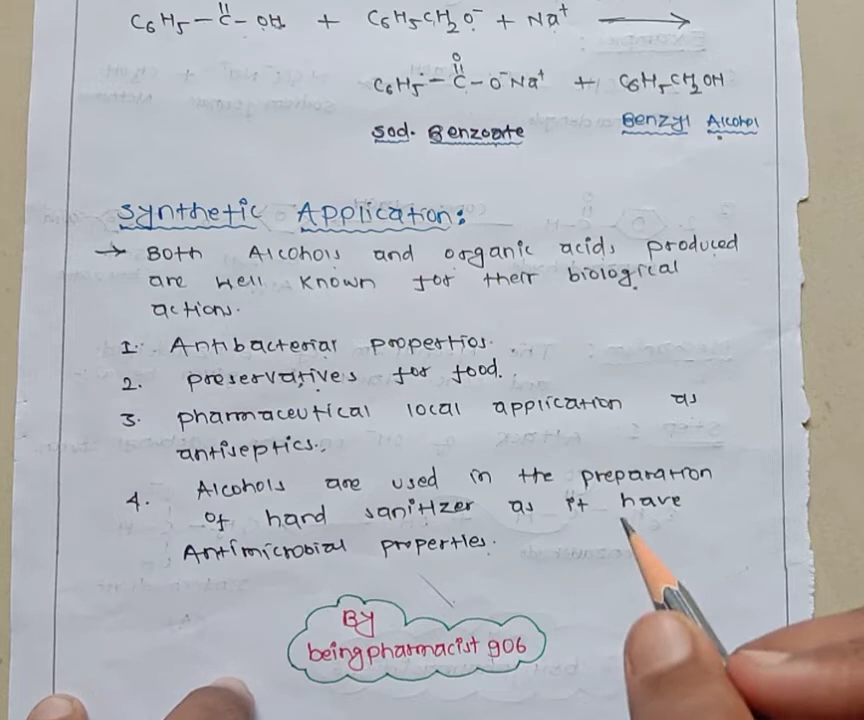 C6H5 – C – OH + C6H5CH2O⁻ + Na⁺ ⟶
O
C6H5 – C – O⁻Na⁺ + C6H5CH2OH
Sod. Benzoate Benzyl Alcohol
Synthetic Application:
→ Both Alcohols and organic acids produced
are well known for their biological
actions.
1. Antibacterial properties.
2. preservatives for food.
3. pharmaceutical local application as
antiseptics.
4. Alcohols are used in the preparation
of hand sanitizer as it have
Antimicrobial properties.
By
beingpharmacist 906